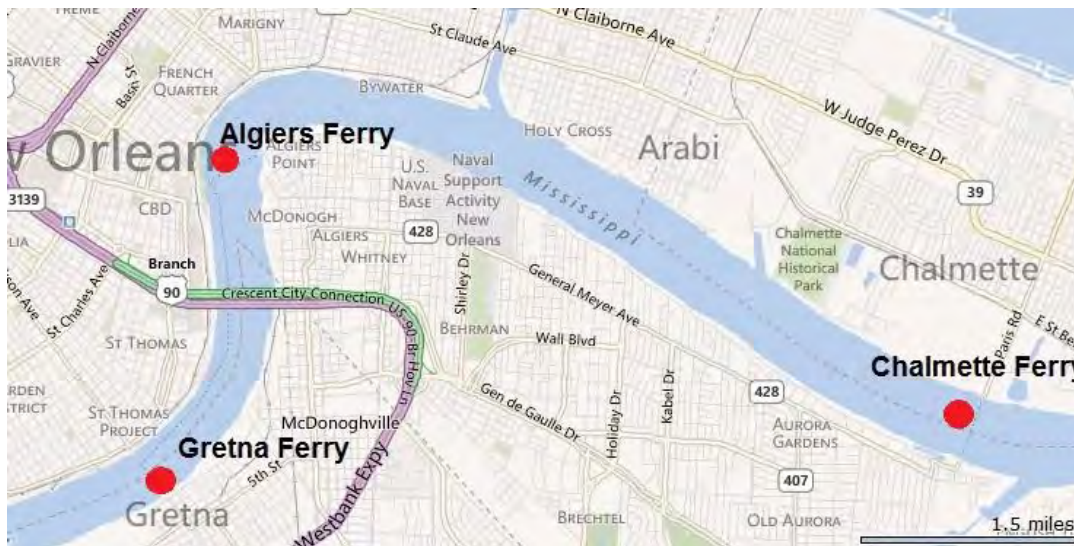 TREME
MARIGNY
N Claiborne Ave
N Claiborne
St Claude Ave
GRAVIER
FRENCH
QUARTER
BYWATER
W Judge Perez Dr
Algiers Ferry
HOLY CROSS
Arabi
Orlean
ALGIERS
POINT
U.S.
NAVAL
BASE
Naval
Support
Activity
New
Orleans
Mississippi
39
3139
CBD
MCDONOGH
ALGIERS
428
WHITNEY
Chalmette
National
Historical
Park
Chalmette
Branch
90
St Charles Ave
son Ave
Crescent City Connection
US-90-Br Hov Ln
Shirley Dr
General Meyer Ave
BEHRMAN
Wall Blvd
Paris Rd
E St Be
ST THOMAS
Chalmette Ferry
428
RDEN
STRICT
ST THOMAS
PROJECT
McDonoghville
Gen de Gaulle Dr
Holiday Dr
Kabel Dr
AURORA
GARDENS
Gretna Ferry
5th St
Westbank Expy
407
Gretna
BRECHTEL
OLD AURORA
1.5 miles